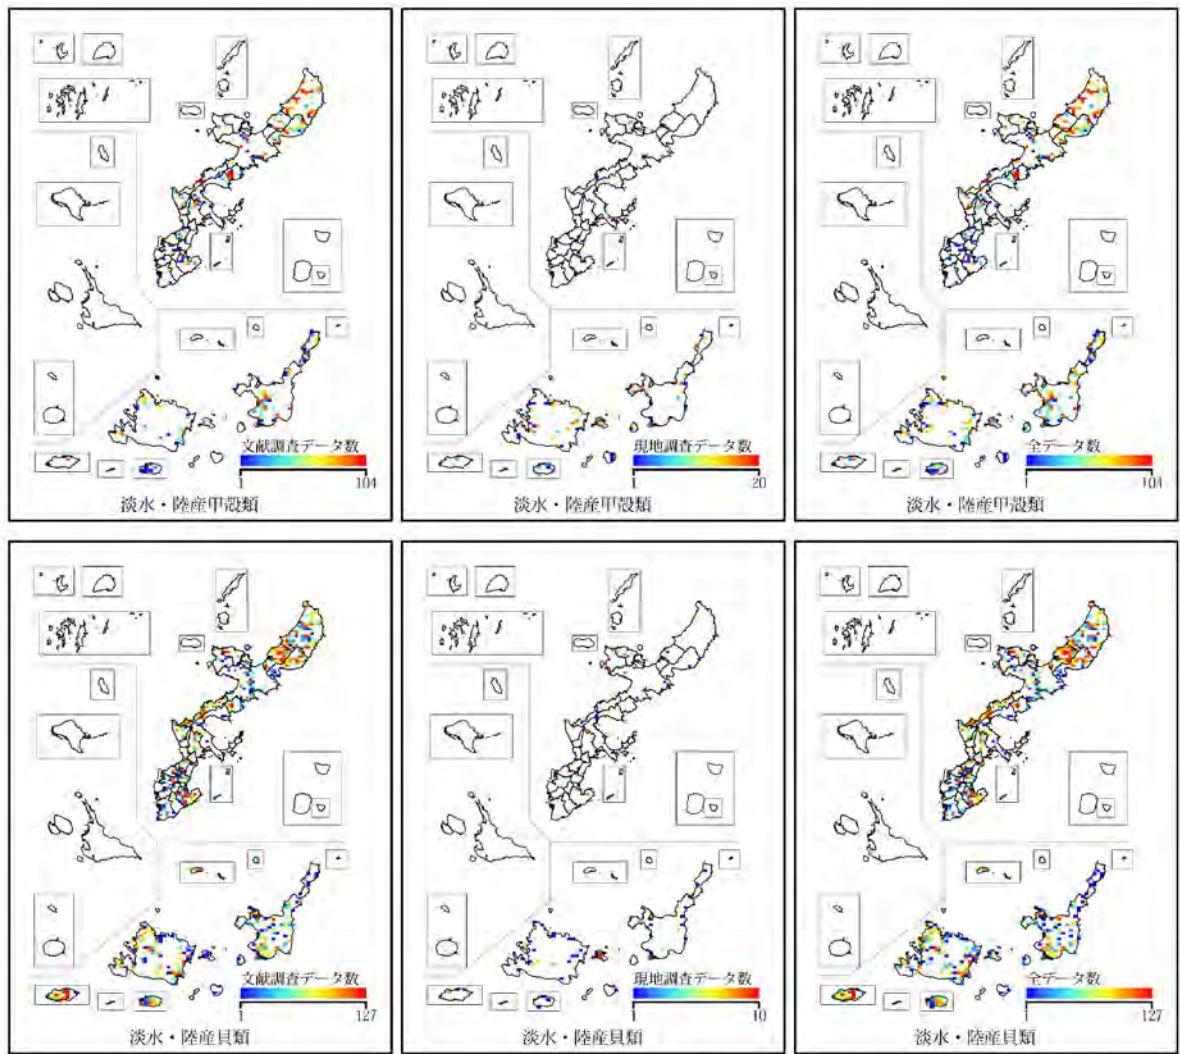 文献調査データ数
1 104
淡水・陸産甲殻類
現地調査データ数
1 20
淡水・陸産甲殻類
全データ数
1 104
淡水・陸産甲殻類
文献調査データ数
1 127
淡水・陸産貝類
現地調査データ数
1 10
淡水・陸産貝類
全データ数
1 127
淡水・陸産貝類